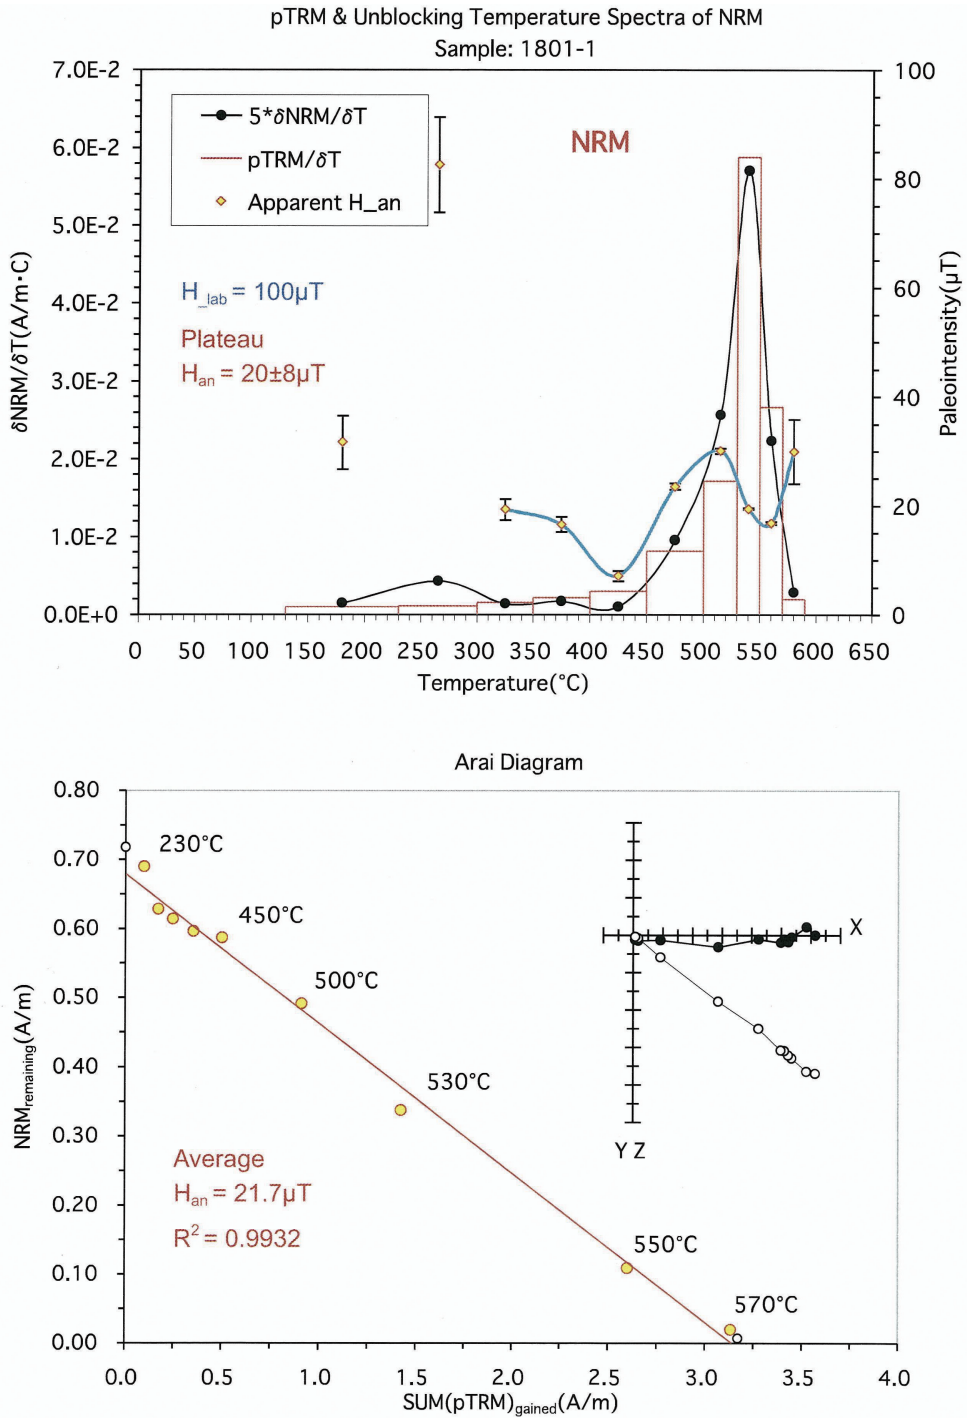 pTRM & Unblocking Temperature Spectra of NRM
Sample: 1801-1
7.0E-2
6.0E-2
5.0E-2
4.0E-2
3.0E-2
2.0E-2
1.0E-2
0.0E+0
δNRM/δT(A/m•C)
5*δNRM/δT
pTRM/δT
Apparent H_an
NRM
H_lab = 100μT
Plateau
Han = 20±8μT
100
80
60
40
20
0
Paleointensity(μT)
0 50 100 150 200 250 300 350 400 450 500 550 600 650
Temperature(°C)
Arai Diagram
0.80
0.70
0.60
0.50
0.40
0.30
0.20
0.10
0.00
NRMremaining(A/m)
230°C
450°C
500°C
530°C
550°C
570°C
X
Y Z
Average
Han = 21.7μT
R² = 0.9932
0.0 0.5 1.0 1.5 2.0 2.5 3.0 3.5 4.0
SUM(pTRM)gained(A/m)